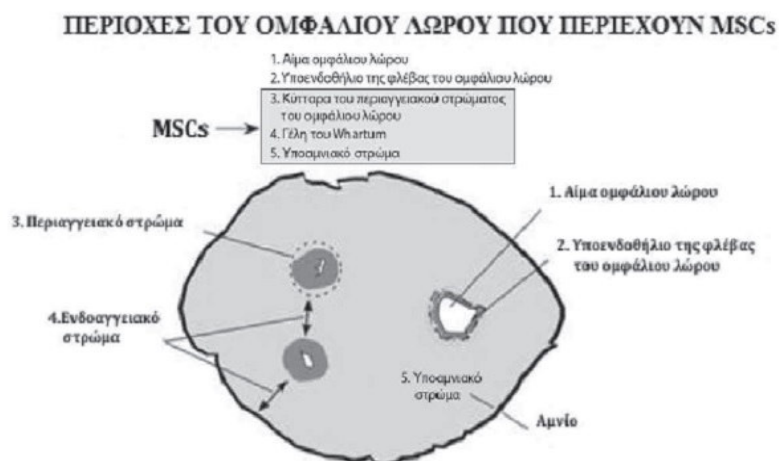 ΠΕΡΙΟΧΕΣ ΤΟΥ ΟΜΦΑΛΙΟΥ ΛΩΡΟΥ ΠΟΥ ΠΕΡΙΕΧΟΥΝ MSCs
1. Αίμα ομφάλιου λώρου
2. Υποενδοθήλιο της φλέβας του ομφάλιου λώρου
3. Κύτταρα του περιαγγειακού στρώματος
του ομφάλιου λώρου
4. Γέλη του Whartum
5. Υποαμνιακό στρώμα
MSCs
1. Αίμα ομφάλιου λώρου
3. Περιαγγειακό στρώμα
2. Υποενδοθήλιο της φλέβας
του ομφάλιου λώρου
4.Ενδοαγγειακό
στρώμα
5. Υποαμνιακό
στρώμα
Αμνίο